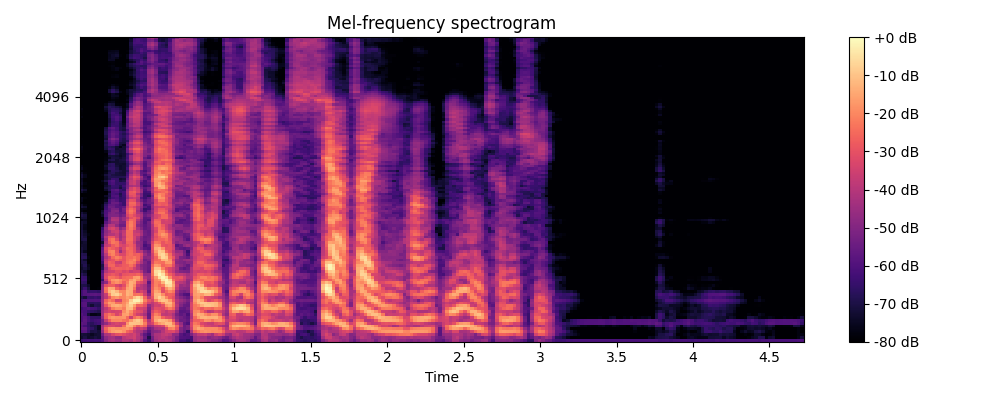 Mel-frequency spectrogram
Hz
4096
2048
1024
512
0
0 0.5 1 1.5 2 2.5 3 3.5 4 4.5
Time
+0 dB
-10 dB
-20 dB
-30 dB
-40 dB
-50 dB
-60 dB
-70 dB
-80 dB